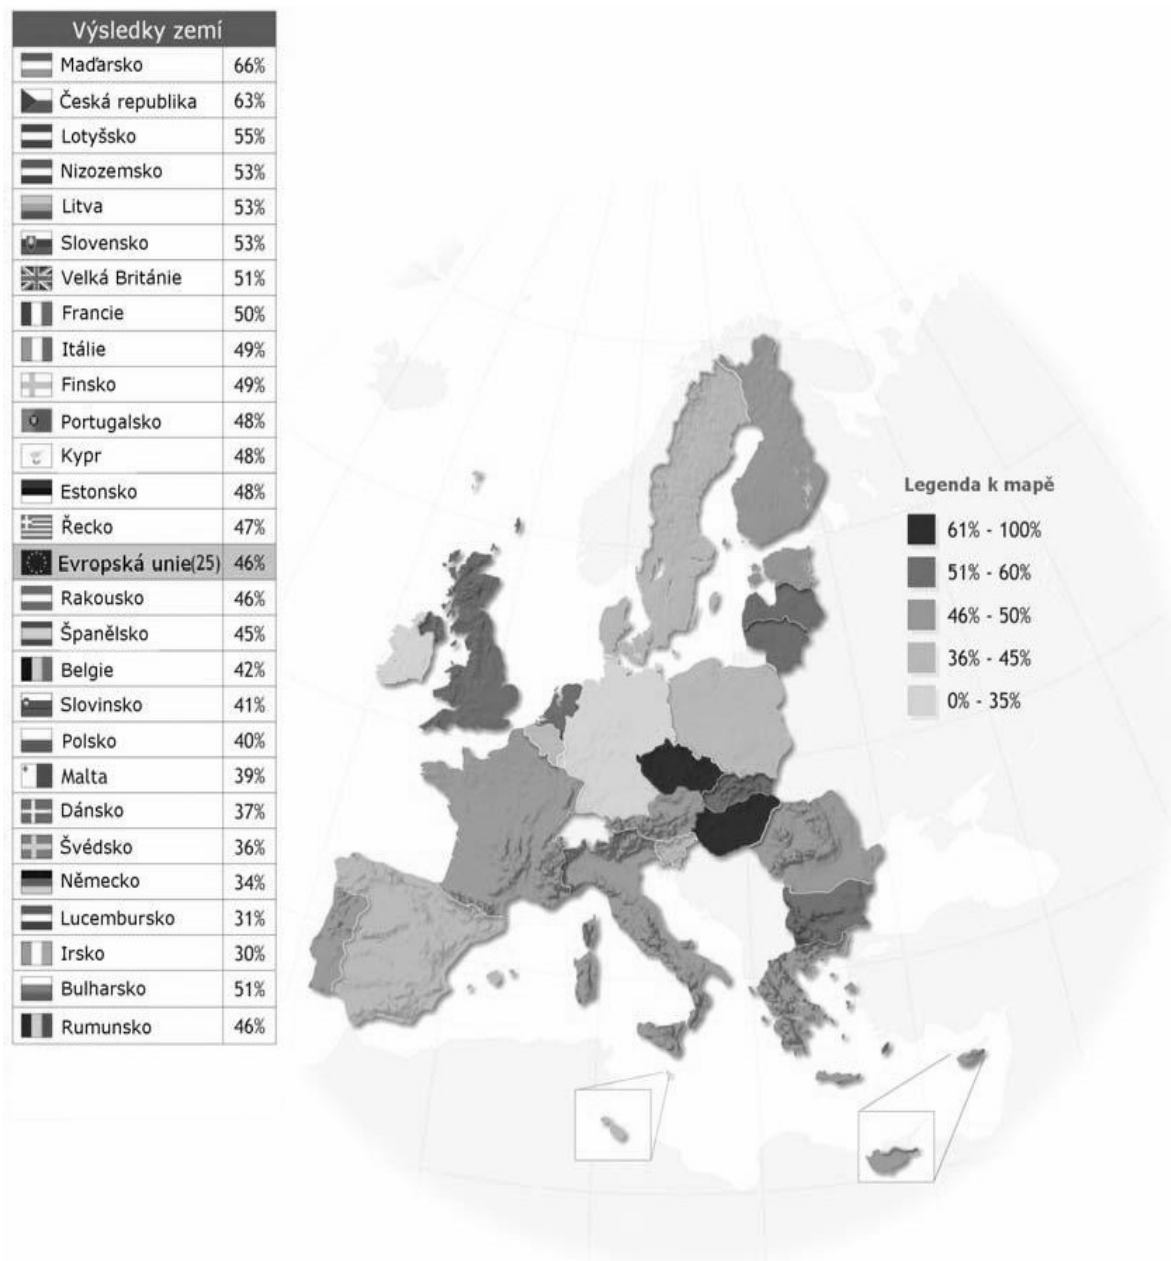 Výsledky zemí
Maďarsko 66%
Česká republika 63%
Lotyšsko 55%
Nizozemsko 53%
Litva 53%
Slovensko 53%
Velká Británie 51%
Francie 50%
Itálie 49%
Finsko 49%
Portugalsko 48%
Kypr 48%
Estonsko 48%
Řecko 47%
Evropská unie(25) 46%
Rakousko 46%
Španělsko 45%
Belgie 42%
Slovinsko 41%
Polsko 40%
Malta 39%
Dánsko 37%
Švédsko 36%
Německo 34%
Lucembursko 31%
Irsko 30%
Bulharsko 51%
Rumunsko 46%
Legenda k mapě
61% - 100%
51% - 60%
46% - 50%
36% - 45%
0% - 35%